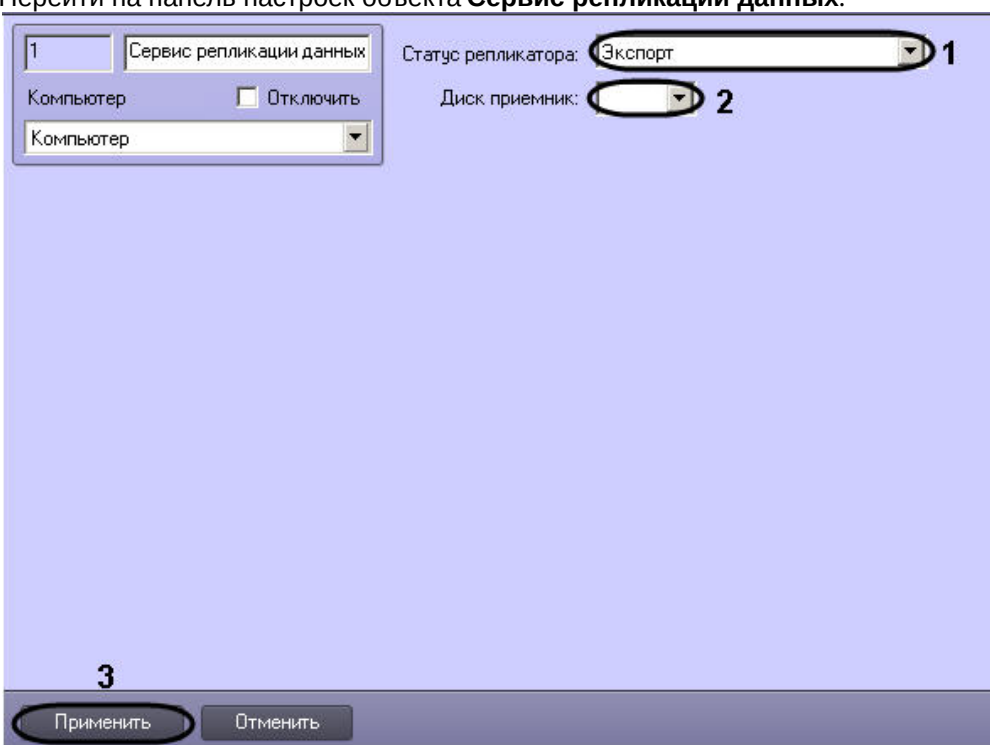 Перейти на панель настроек объекта Сервис репликации данных.
1 Сервис репликации данных Статус репликатора: Экспорт 1
Компьютер Отключить Диск приемник: 2
Компьютер
3
Применить Отменить